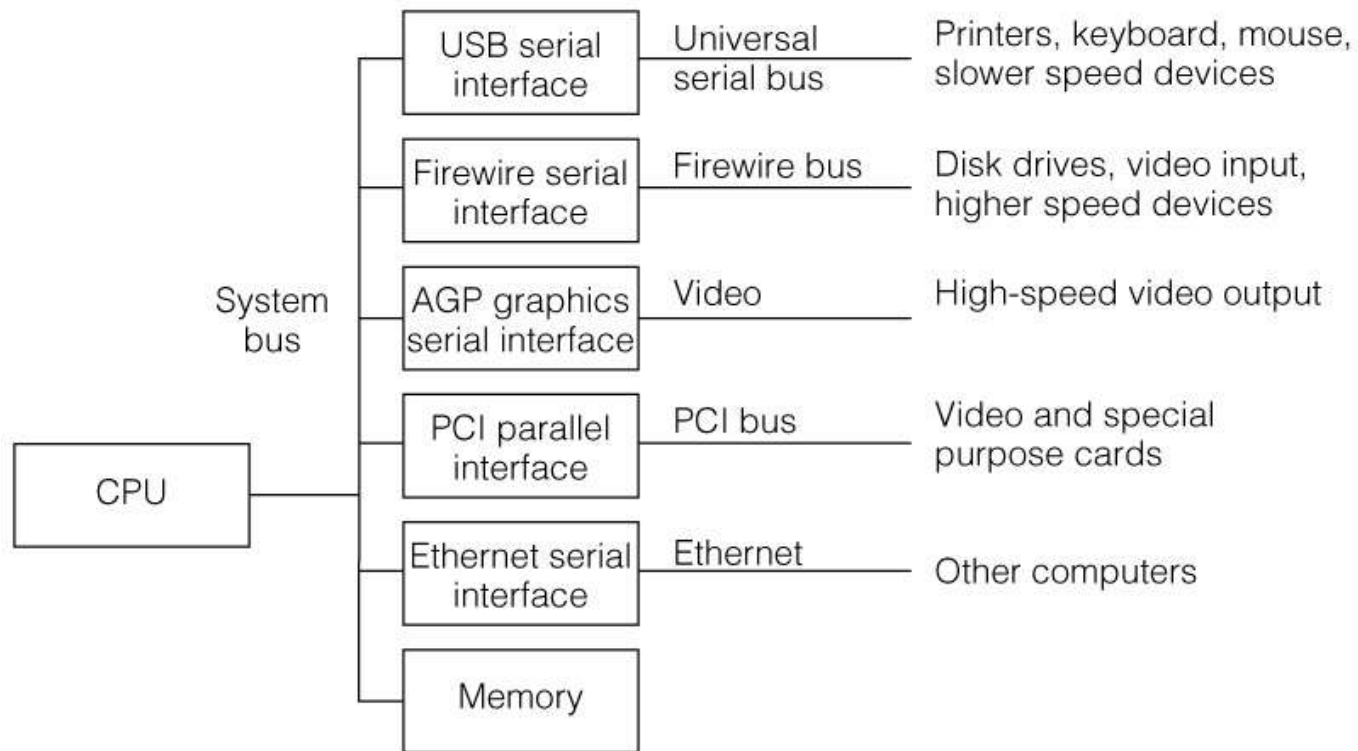 USB serial
interface
Universal
serial bus
Printers, keyboard, mouse,
slower speed devices
Firewire serial
interface
Firewire bus
Disk drives, video input,
higher speed devices
System
bus
AGP graphics
serial interface
Video
High-speed video output
PCI parallel
interface
PCI bus
Video and special
purpose cards
CPU
Ethernet serial
interface
Ethernet
Other computers
Memory